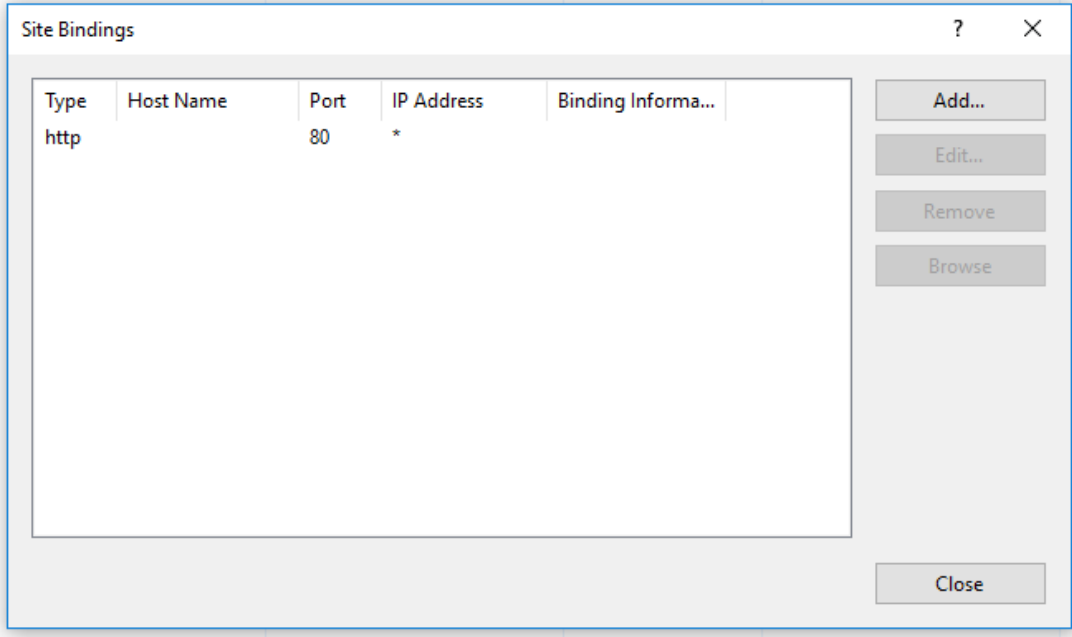 Site Bindings ?
Type Host Name Port IP Address Binding Informa...
http 80 *
Add...
Edit...
Remove
Browse
Close